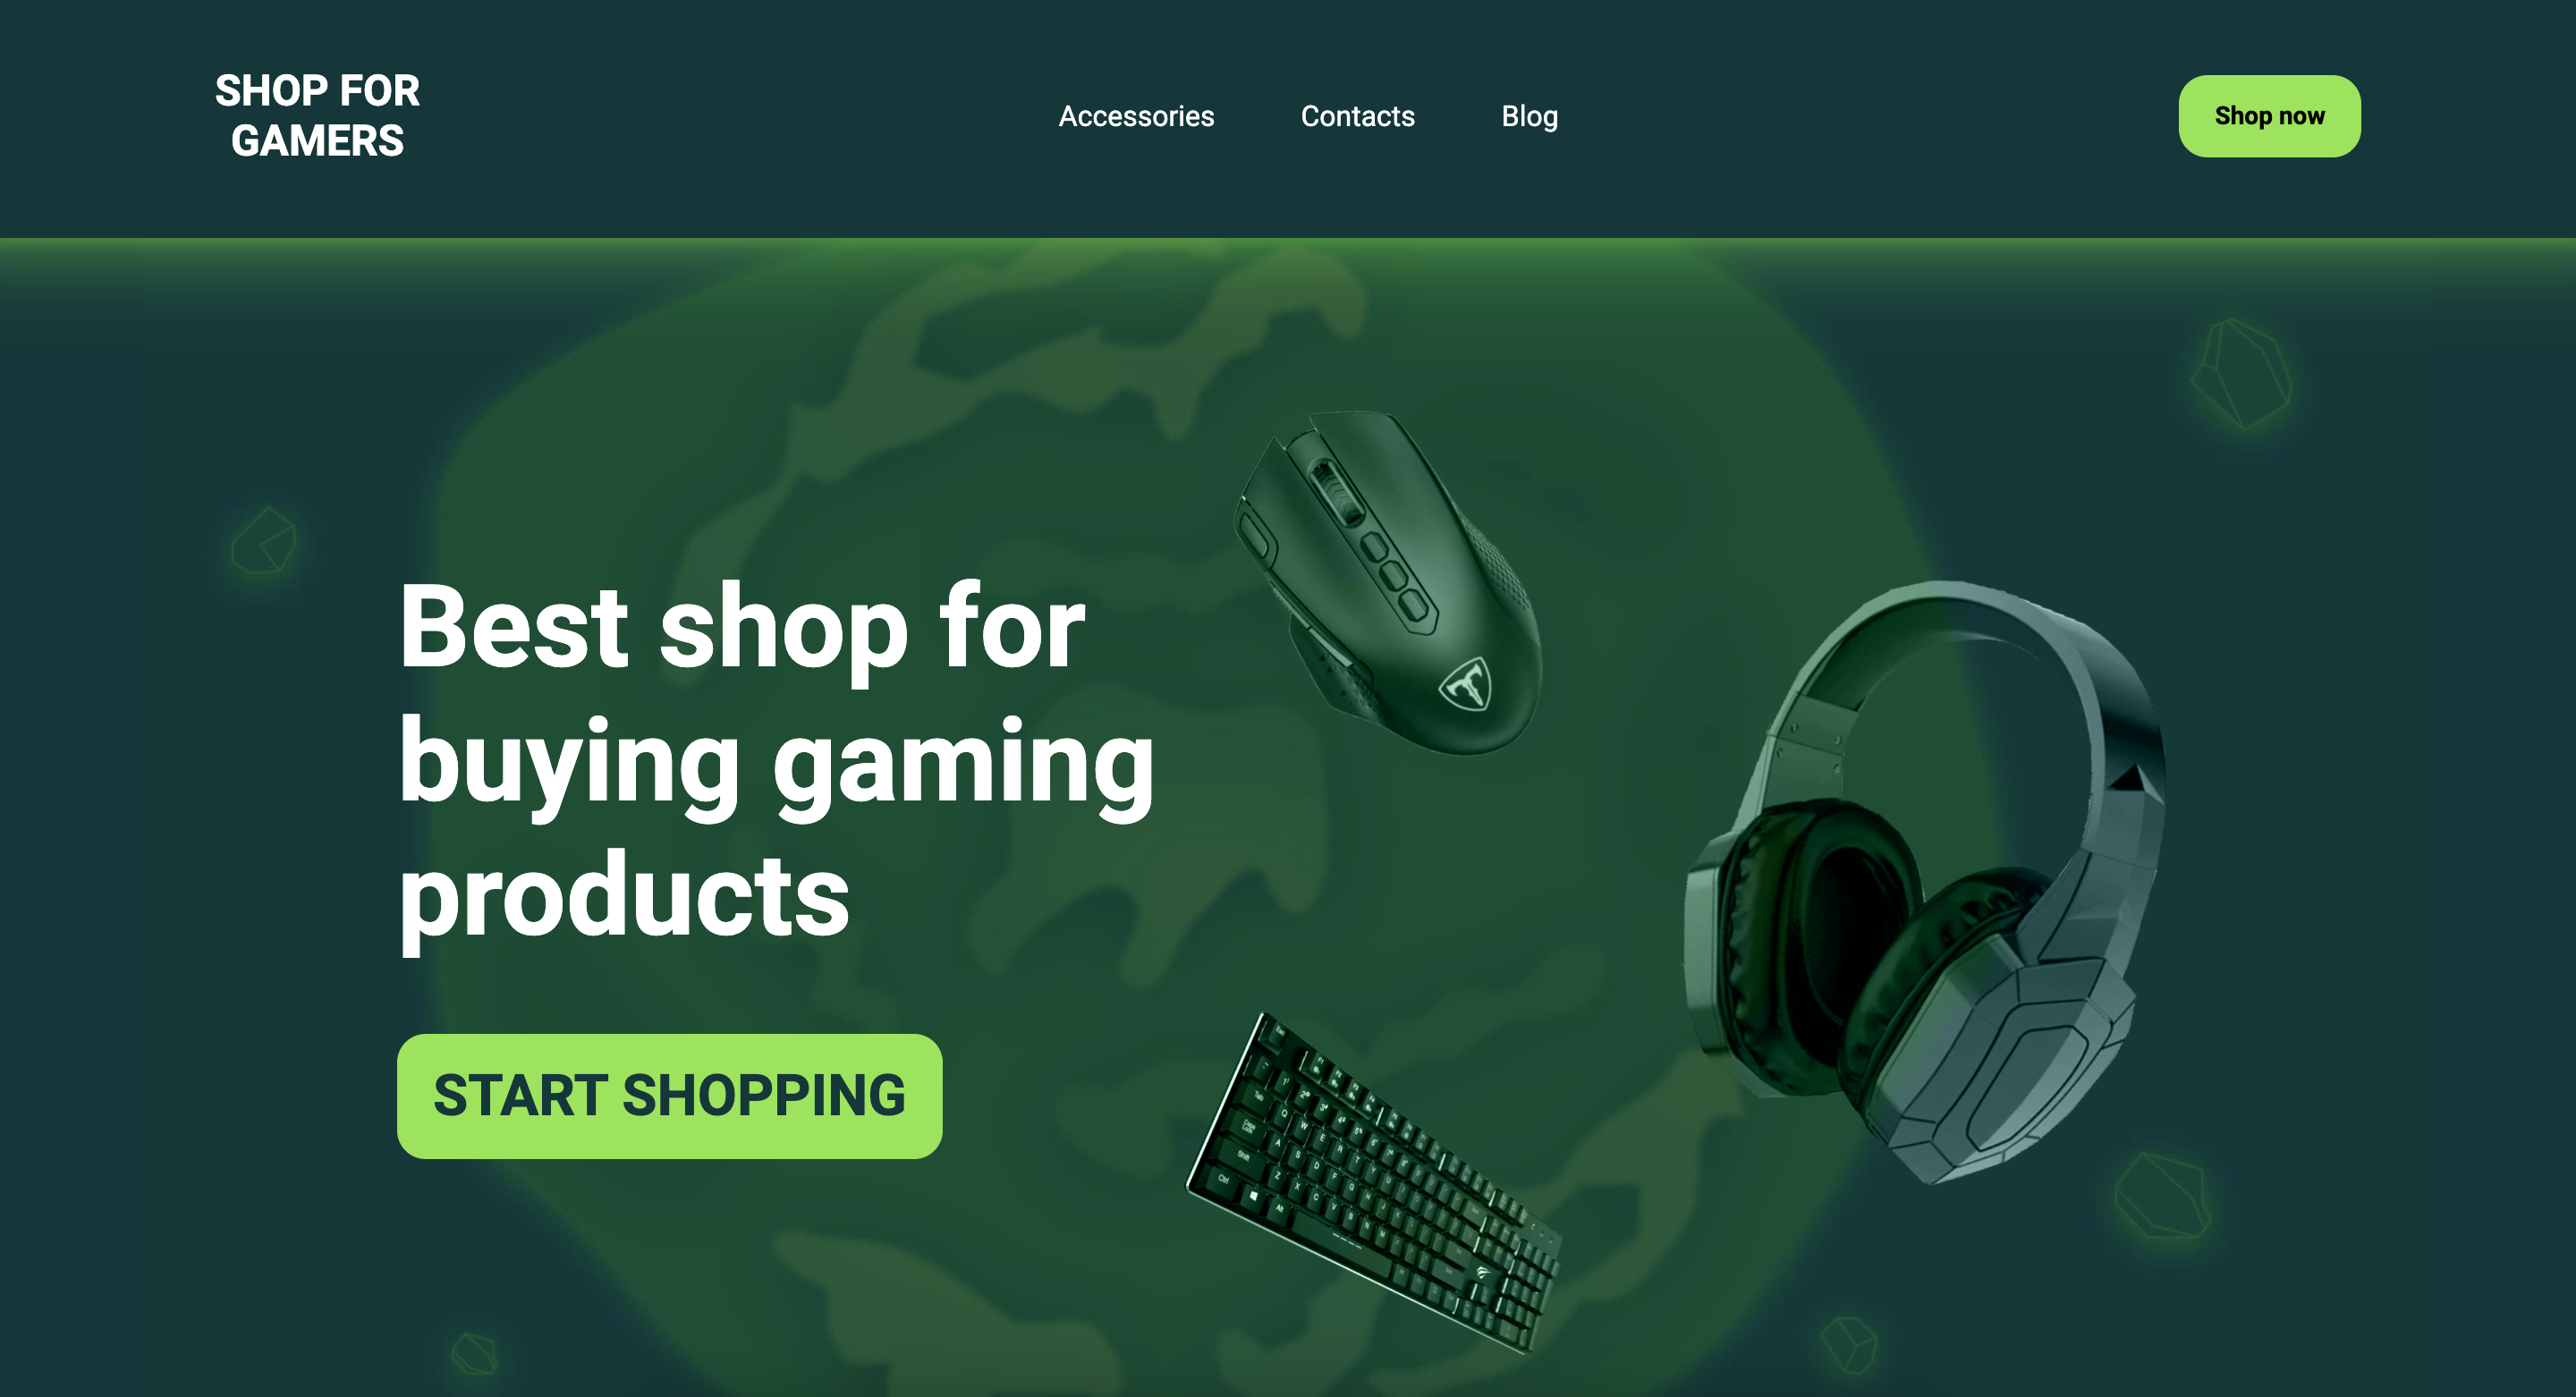 SHOP FOR
GAMERS
Accessories
Contacts
Blog
Shop now
Best shop for
buying gaming
products
START SHOPPING